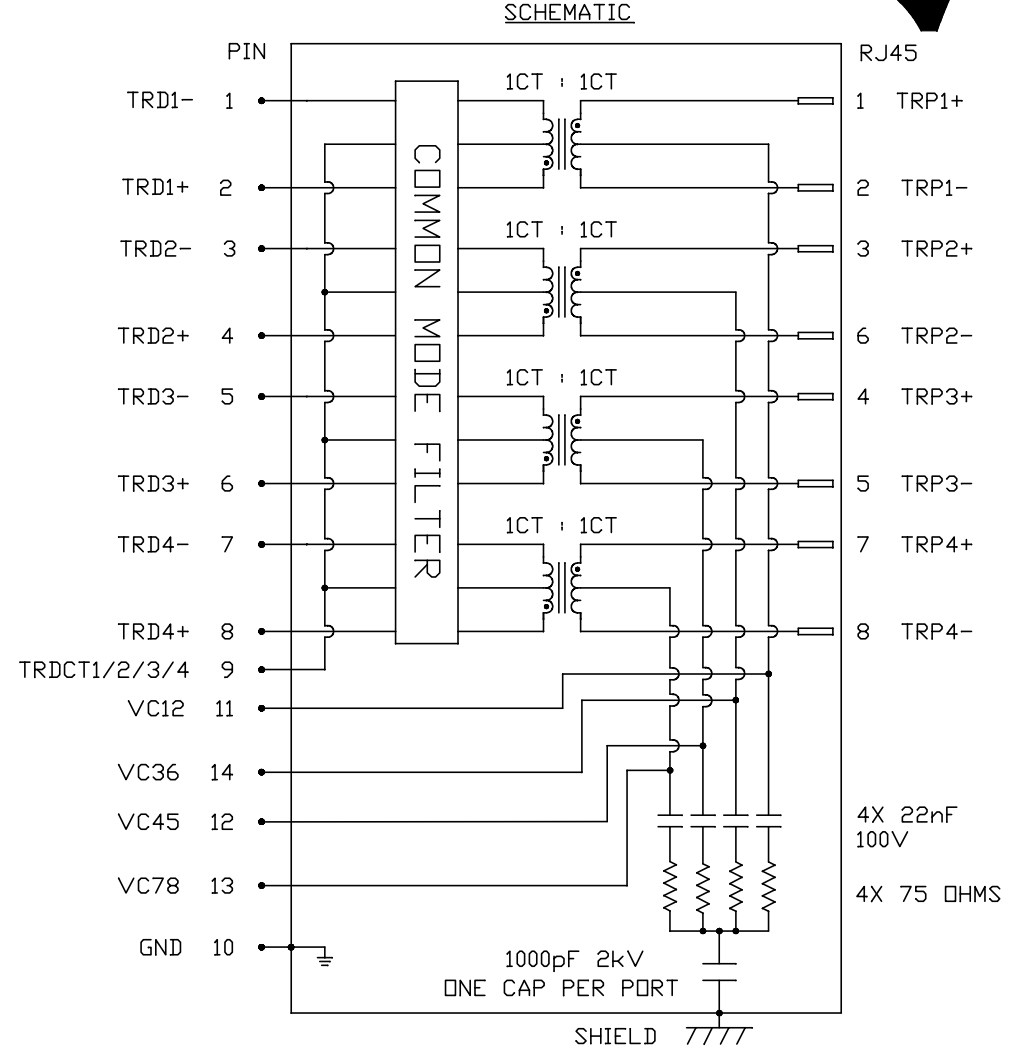 SCHEMATIC
PIN RJ45
1CT : 1CT
TRD1- 1 1 TRP1+
TRD1+ 2 2 TRP1-
1CT : 1CT
TRD2- 3 3 TRP2+
COMMON MODE FILTER
TRD2+ 4 6 TRP2-
1CT : 1CT
TRD3- 5 4 TRP3+
TRD3+ 6 5 TRP3-
1CT : 1CT
TRD4- 7 7 TRP4+
TRD4+ 8 8 TRP4-
TRDCT1/2/3/4 9
VC12 11
VC36 14
VC45 12
4X 22nF
100V
VC78 13
4X 75 OHMS
GND 10
1000pF 2kV
ONE CAP PER PORT
SHIELD